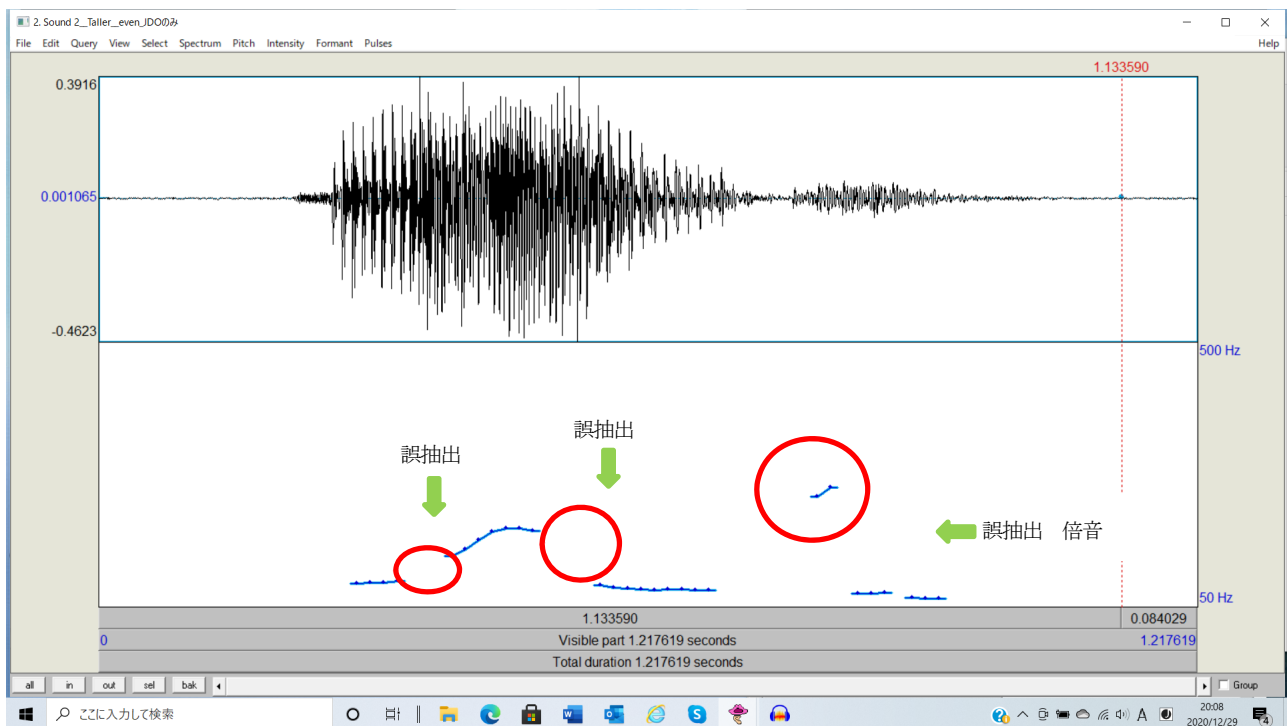 2. Sound 2__Taller__even_JDOのみ
File Edit Query View Select Spectrum Pitch Intensity Formant Pulses Help
1.133590
0.3916
0.001065
-0.4623
500 Hz
誤抽出
誤抽出
誤抽出　倍音
50 Hz
1.133590 0.084029
0 Visible part 1.217619 seconds 1.217619
Total duration 1.217619 seconds
all in out sel bak Group
ここに入力して検索
A 20:08
2020/12/29